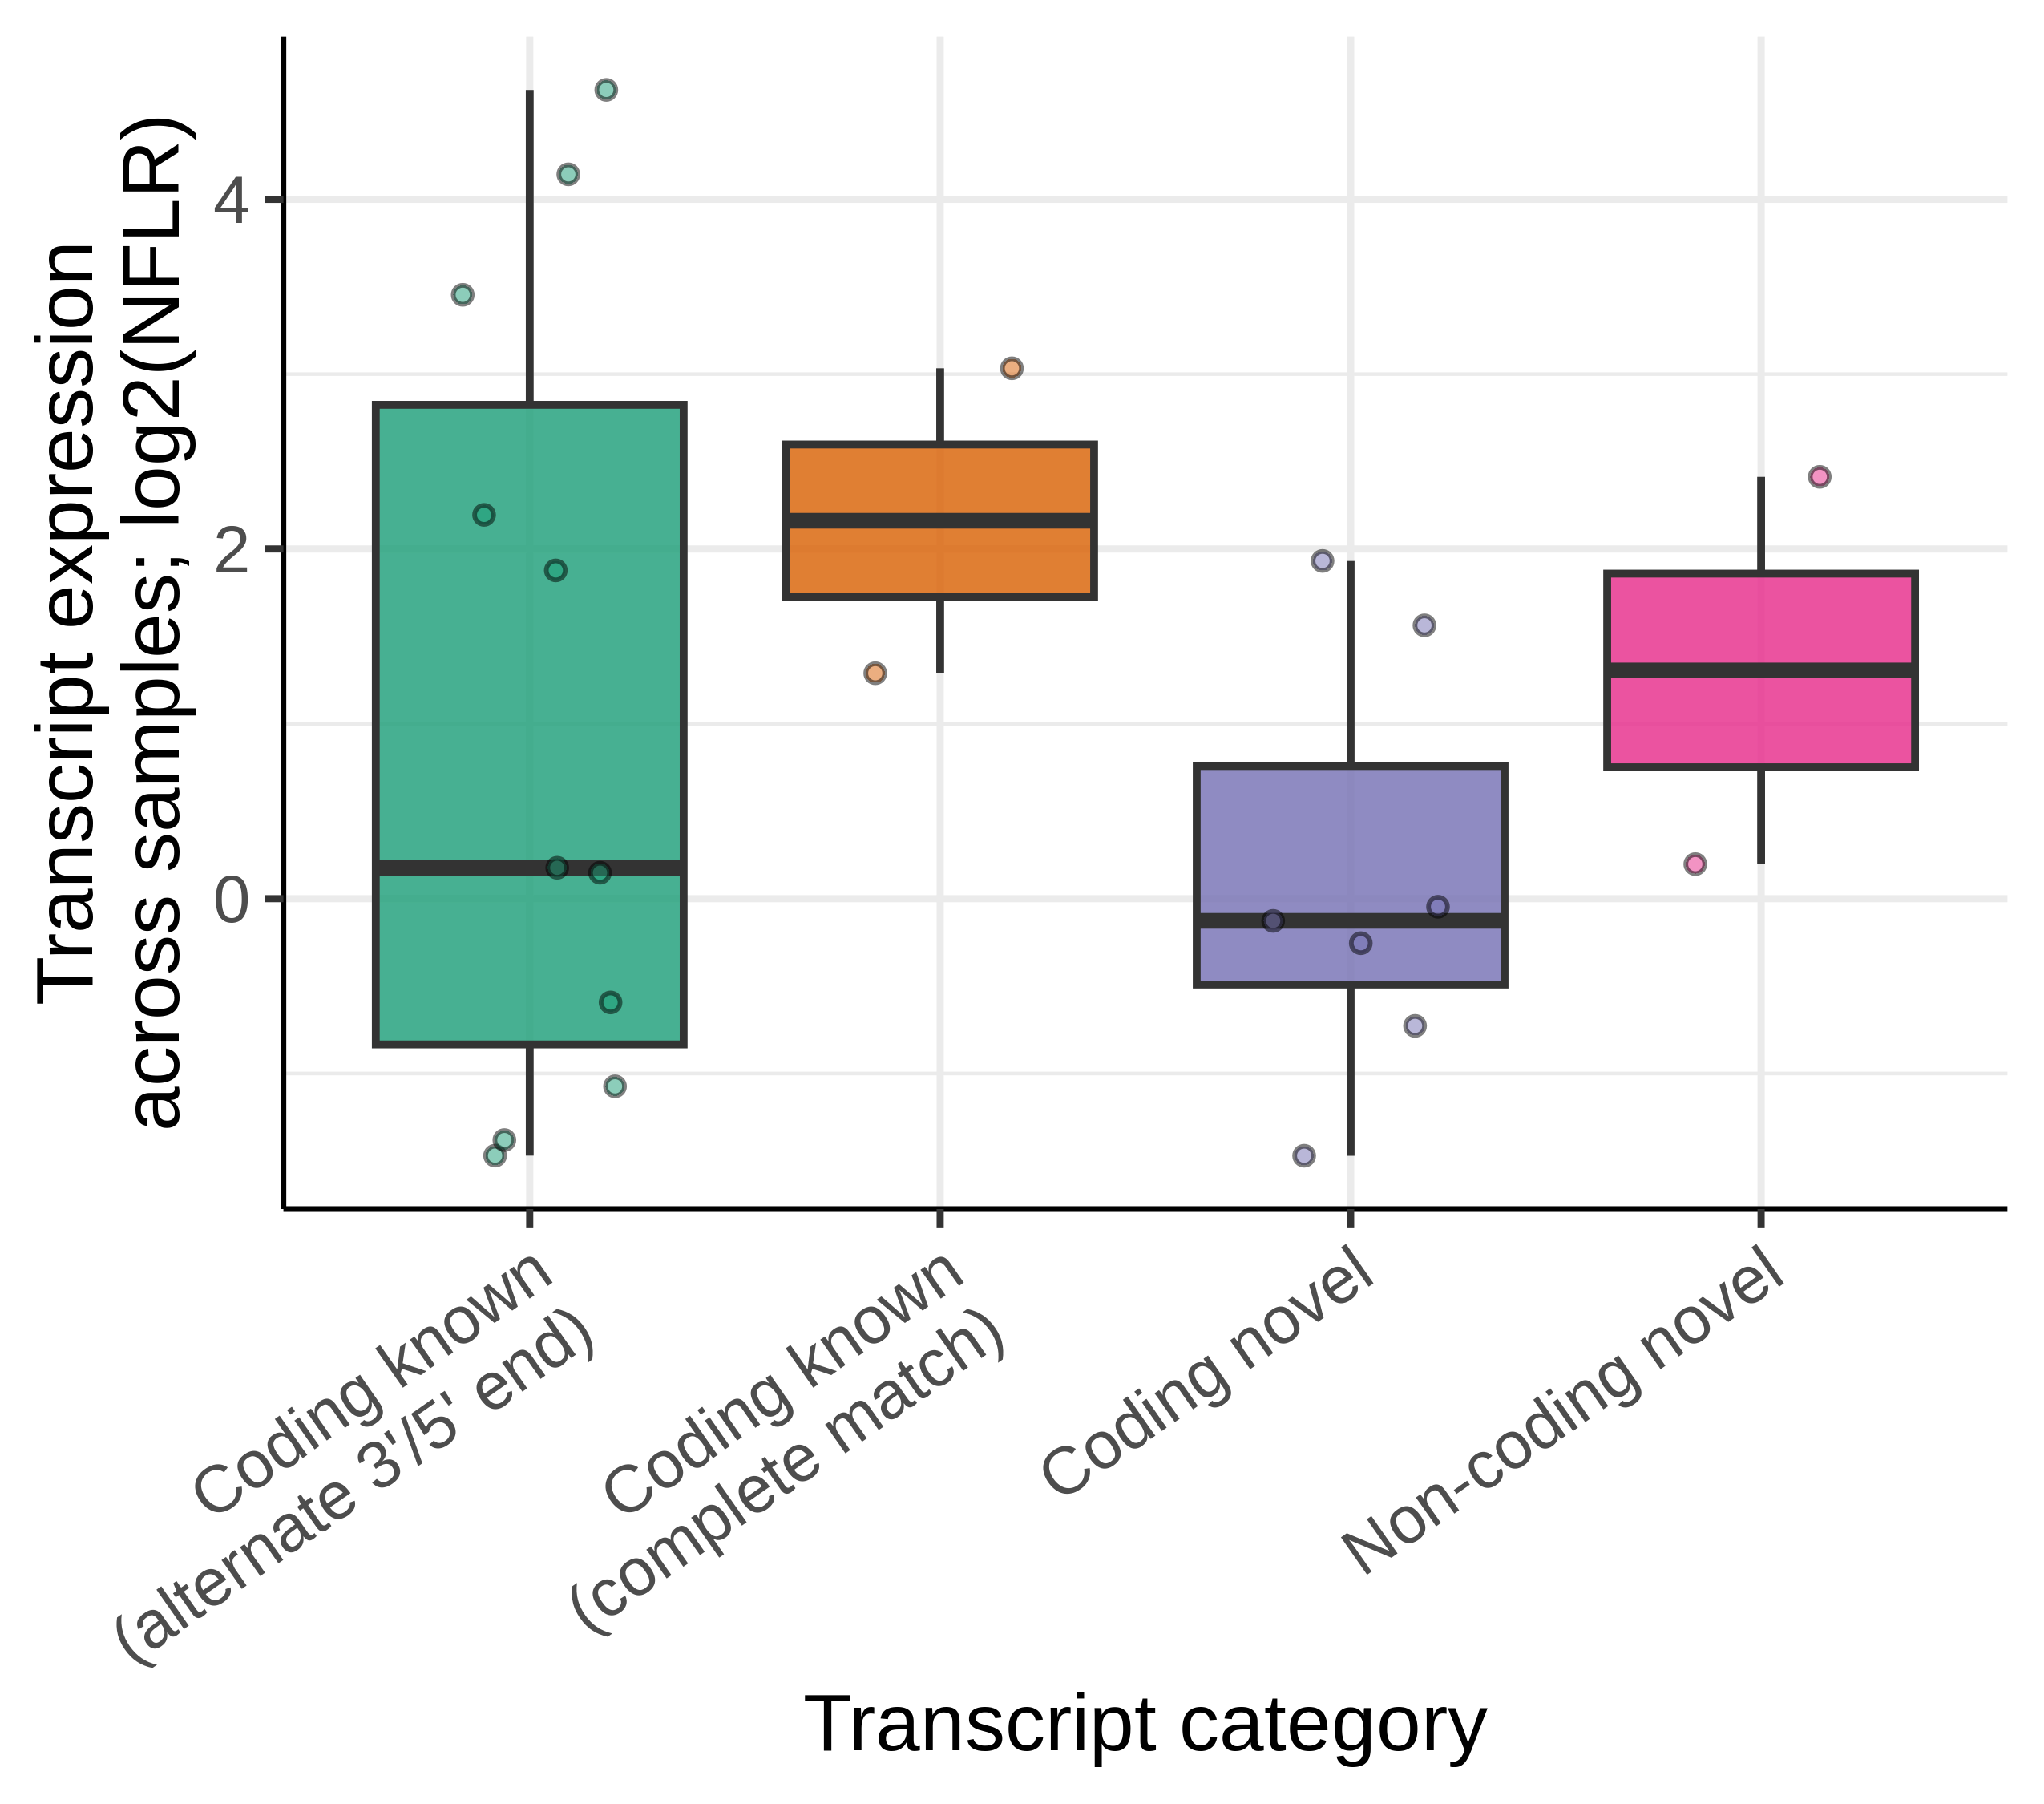 Transcript expression
across samples; log2(NFLR)
4
2
0
Coding known
(alternate 3'/5' end)
Coding known
(complete match)
Coding novel
Non-coding novel
Transcript category